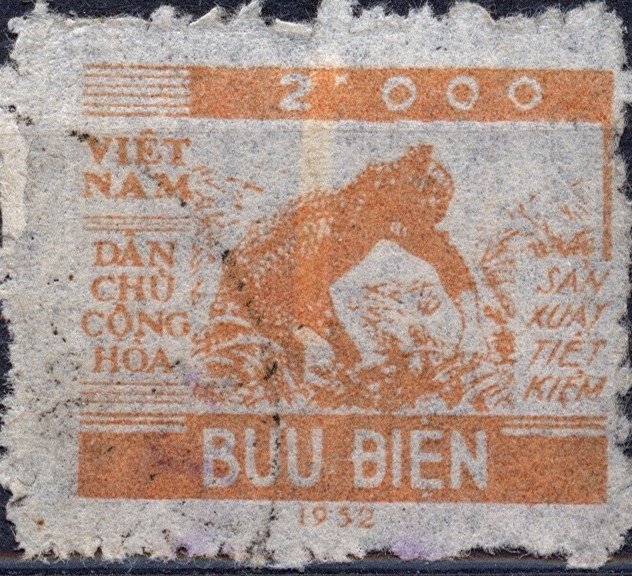 2.000
VIỆT
NAM
DÂN
CHỦ
CỘNG
HÒA
SẢN
XUẤT
TIẾT
KIỆM
BƯU ĐIỆN
1952